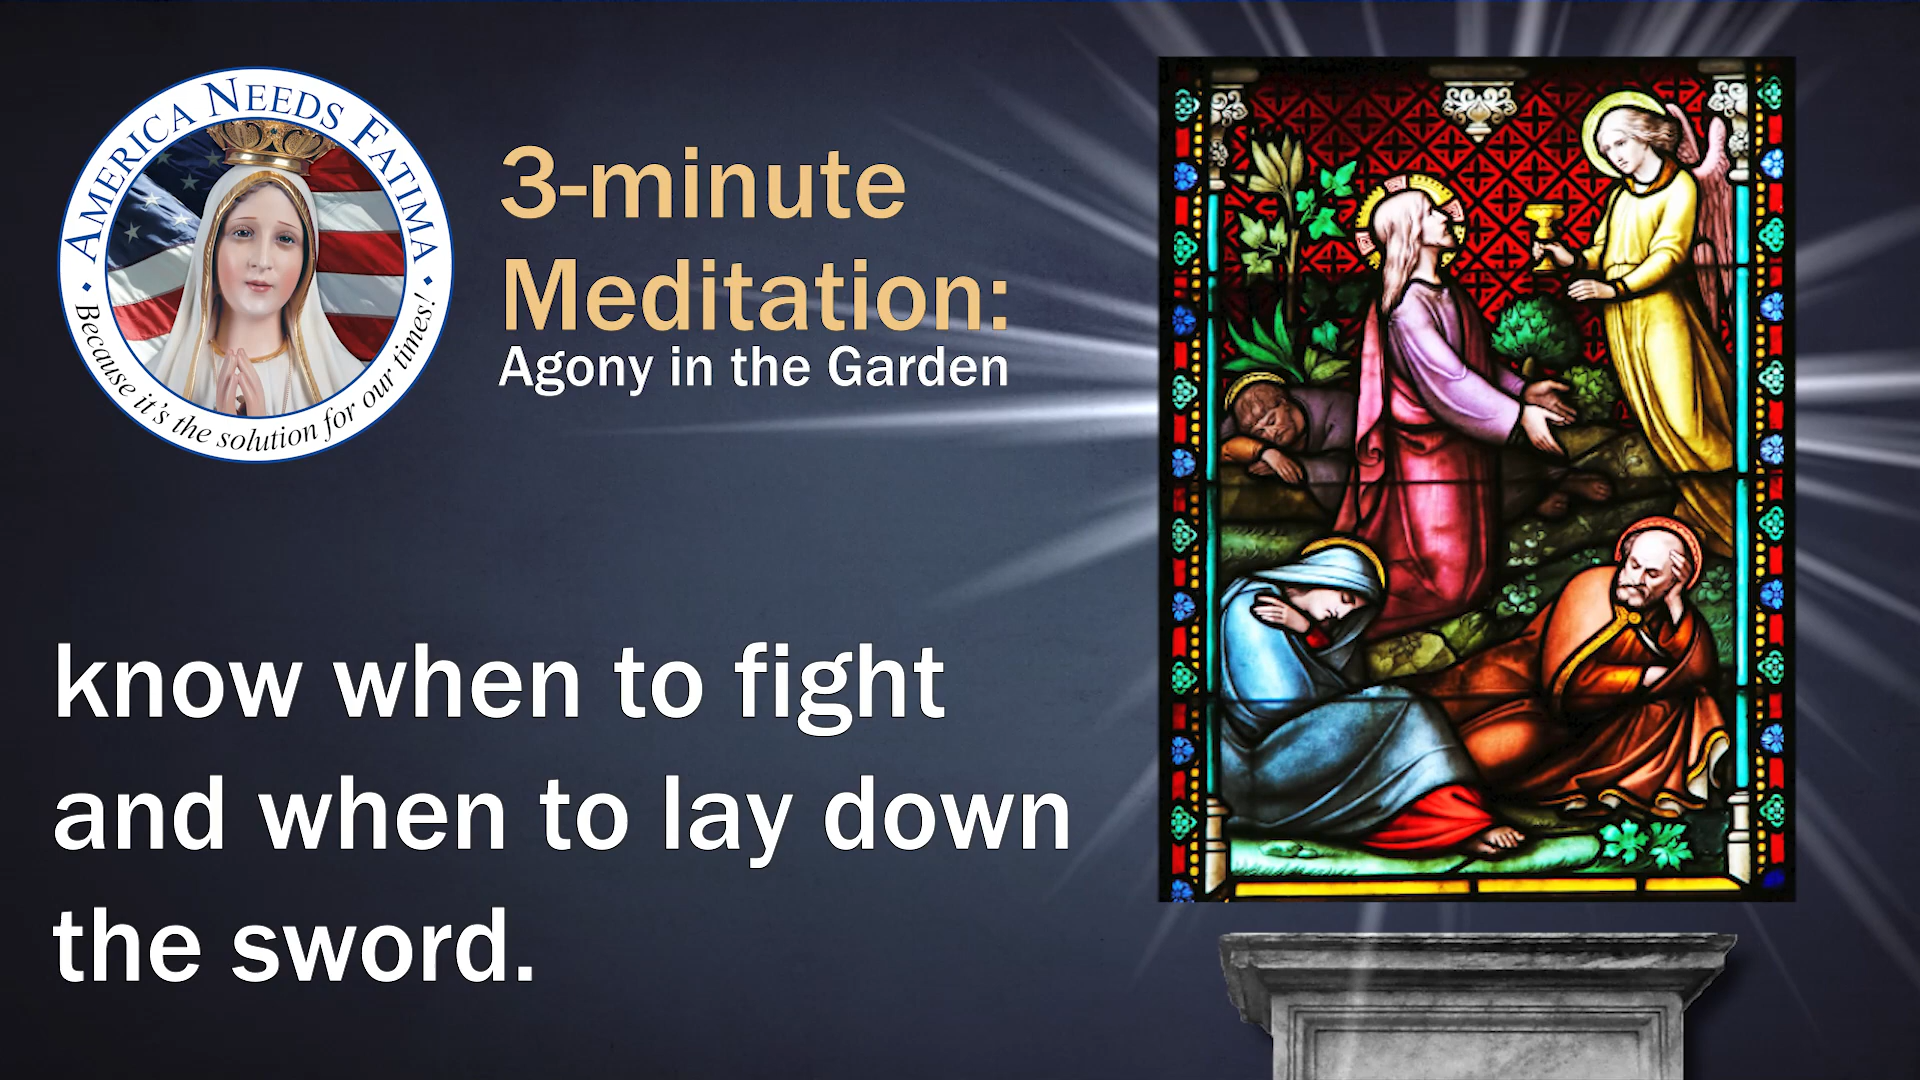 AMERICA NEEDS FATIMA
Because it's the solution for our times!
3-minute
Meditation:
Agony in the Garden
know when to fight
and when to lay down
the sword.